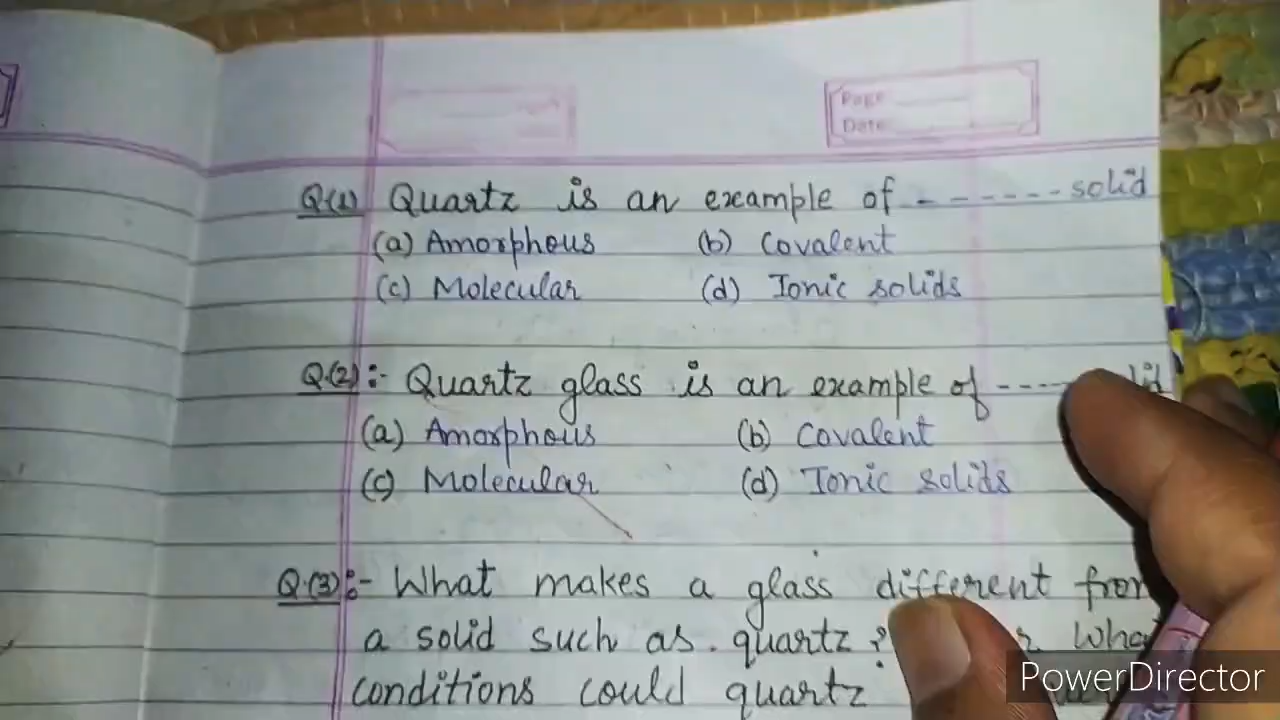 Page
Date
Q(1) Quartz is an example of ------- solid
(a) Amorphous (b) Covalent
(c) Molecular (d) Ionic solids
Q.(2):- Quartz glass is an example of ----
(a) Amorphous (b) Covalent
(c) Molecular (d) Ionic solids
Q.(3):- What makes a glass different from
a solid such as quartz?
conditions could quartz
PowerDirector